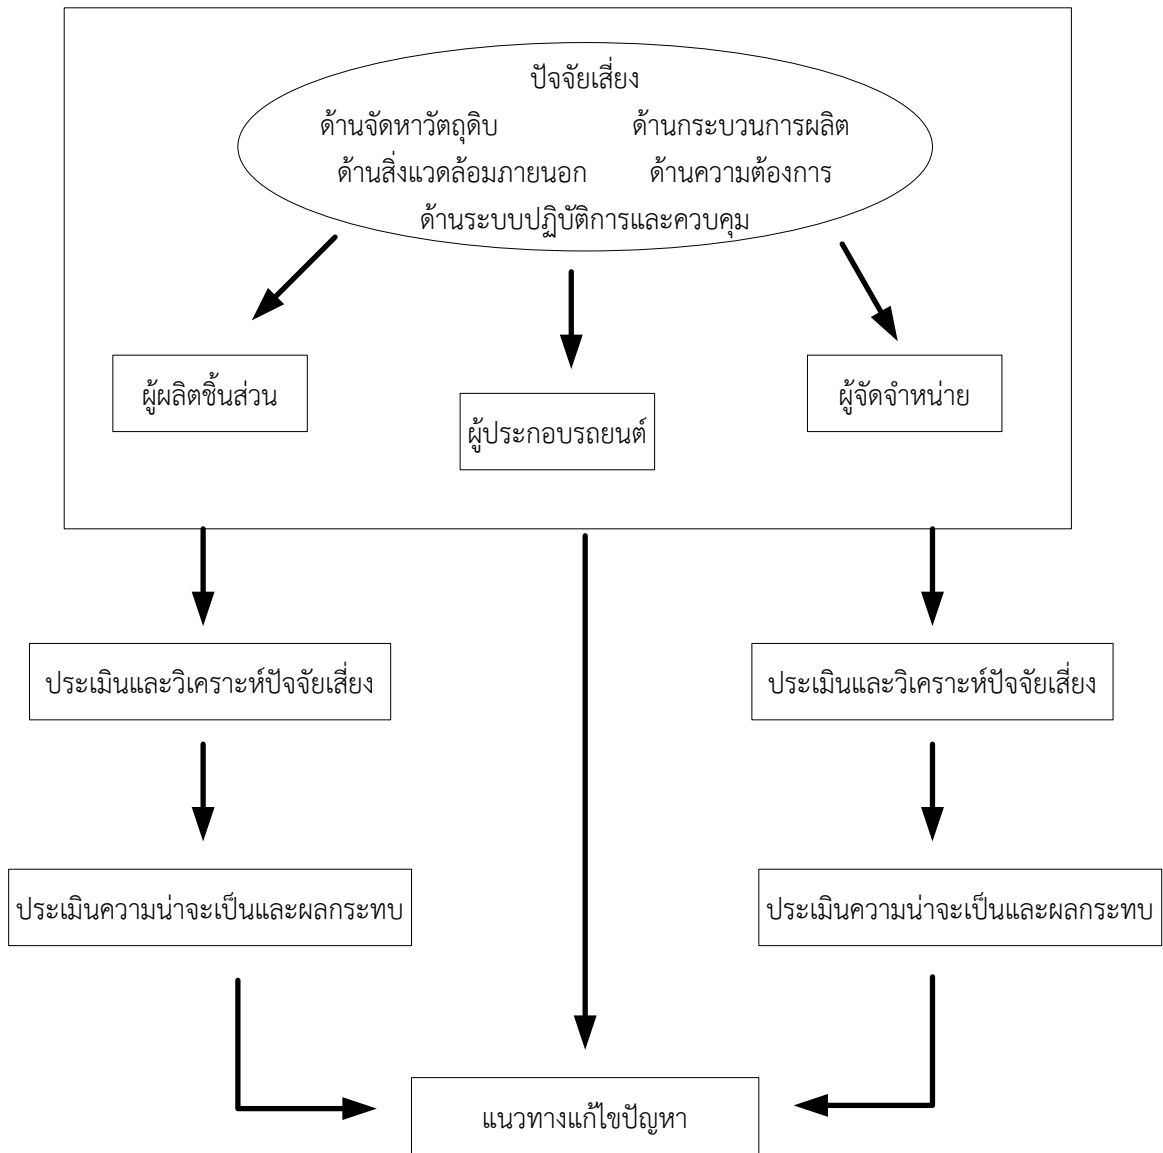 ปัจจัยเสี่ยง
ด้านจัดหาวัตถุดิบ ด้านกระบวนการผลิต
ด้านสิ่งแวดล้อมภายนอก ด้านความต้องการ
ด้านระบบปฏิบัติการและควบคุม
ผู้ผลิตชิ้นส่วน
ผู้ประกอบรถยนต์
ผู้จัดจำหน่าย
ประเมินและวิเคราะห์ปัจจัยเสี่ยง
ประเมินและวิเคราะห์ปัจจัยเสี่ยง
ประเมินความน่าจะเป็นและผลกระทบ
ประเมินความน่าจะเป็นและผลกระทบ
แนวทางแก้ไขปัญหา